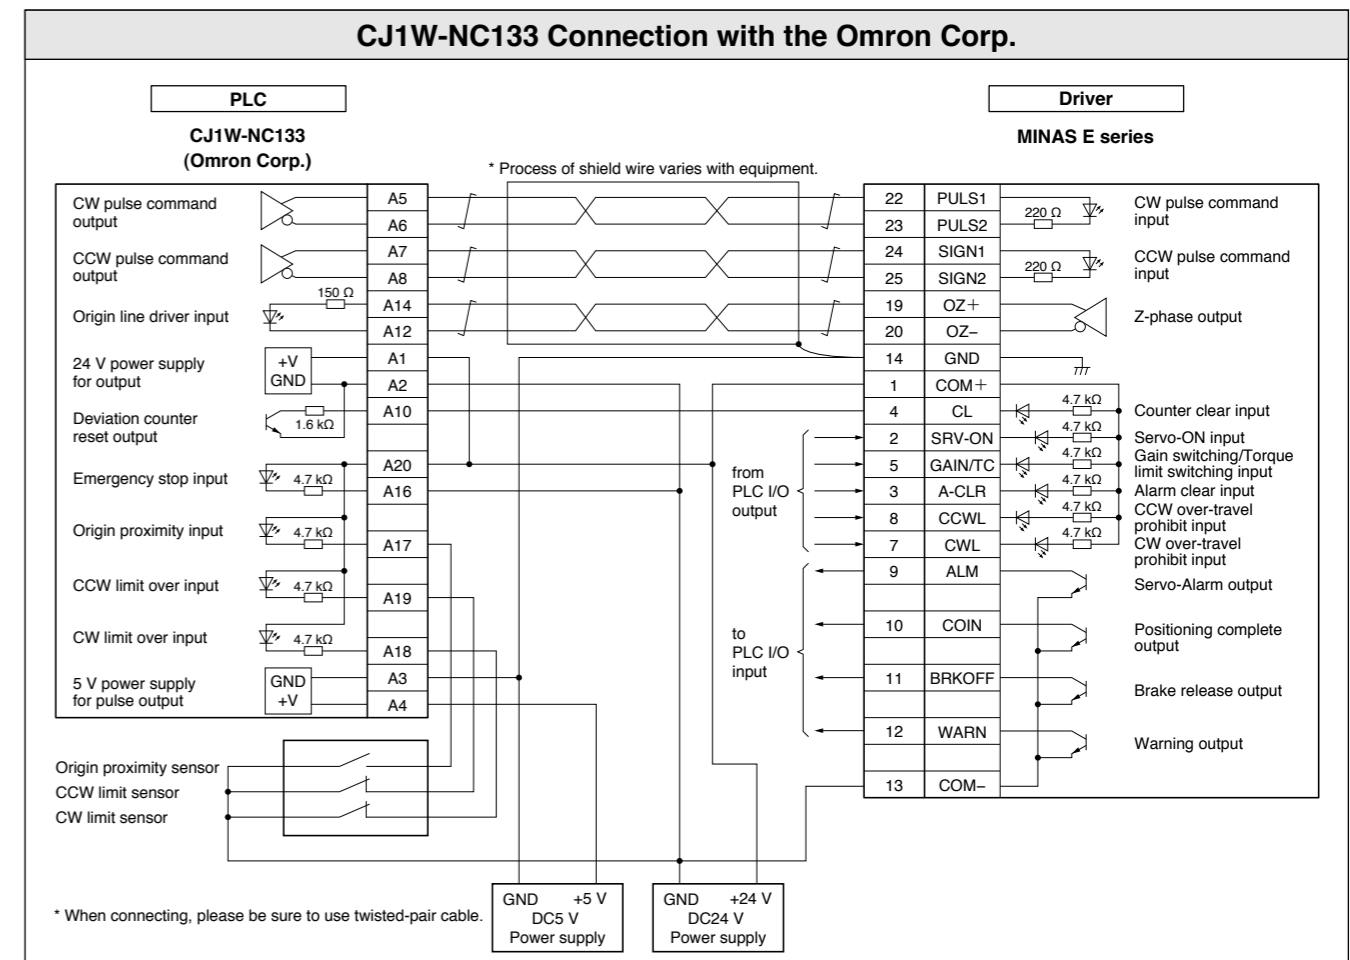 CJ1W-NC133 Connection with the Omron Corp.
PLC
Driver
CJ1W-NC133
(Omron Corp.)
MINAS E series
* Process of shield wire varies with equipment.
CW pulse command
output
A5
A6
22 PULS1
23 PULS2
220 Ω
CW pulse command
input
CCW pulse command
output
A7
A8
24 SIGN1
25 SIGN2
220 Ω
CCW pulse command
input
Origin line driver input
150 Ω
A14
A12
19 OZ+
20 OZ−
Z-phase output
24 V power supply
for output
+V
GND
A1
A2
14 GND
1 COM+
Deviation counter
reset output
1.6 kΩ
A10
4 CL
4.7 kΩ
Counter clear input
2 SRV-ON
4.7 kΩ
Servo-ON input
Emergency stop input
4.7 kΩ
A20
A16
from
PLC I/O
output
5 GAIN/TC
4.7 kΩ
Gain switching/Torque
limit switching input
3 A-CLR
4.7 kΩ
Alarm clear input
Origin proximity input
4.7 kΩ
A17
8 CCWL
4.7 kΩ
CCW over-travel
prohibit input
7 CWL
4.7 kΩ
CW over-travel
prohibit input
CCW limit over input
4.7 kΩ
A19
9 ALM
Servo-Alarm output
CW limit over input
4.7 kΩ
A18
to
PLC I/O
input
10 COIN
Positioning complete
output
5 V power supply
for pulse output
GND
+V
A3
A4
11 BRKOFF
Brake release output
12 WARN
Warning output
13 COM−
Origin proximity sensor
CCW limit sensor
CW limit sensor
* When connecting, please be sure to use twisted-pair cable.
GND +5 V
DC5 V
Power supply
GND +24 V
DC24 V
Power supply